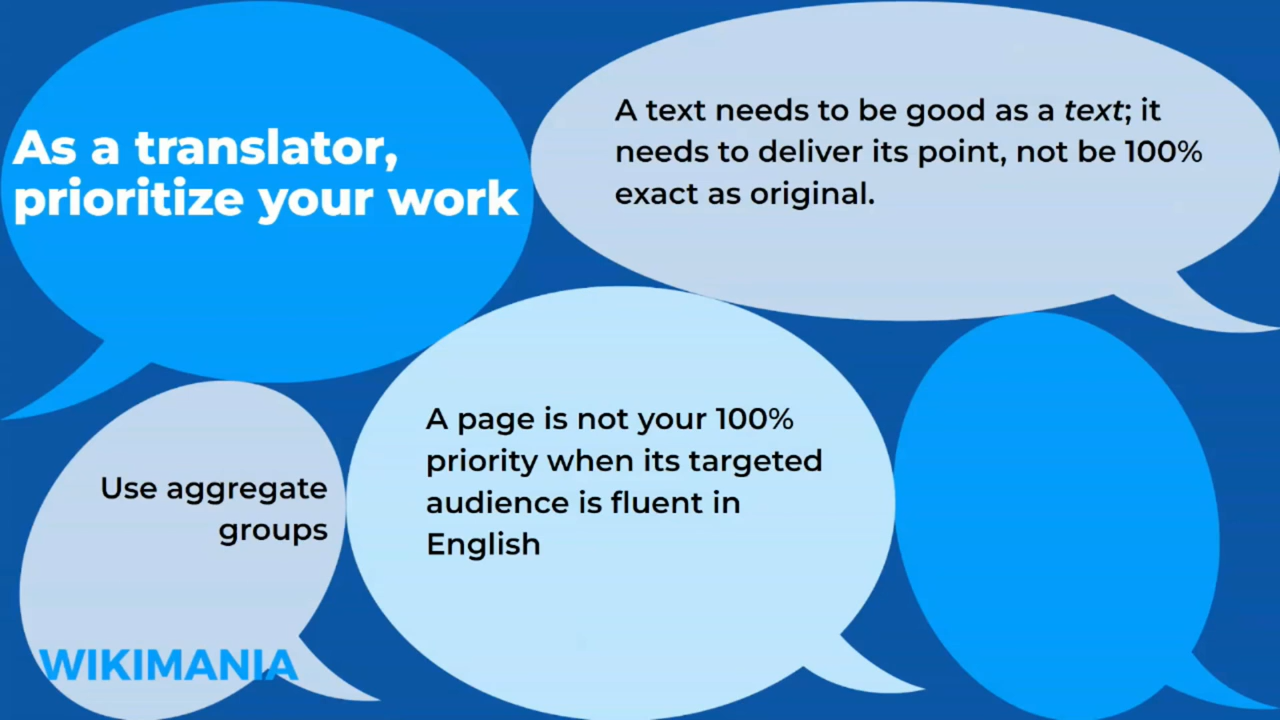 As a translator,
prioritize your work
A text needs to be good as a text; it
needs to deliver its point, not be 100%
exact as original.
Use aggregate
groups
A page is not your 100%
priority when its targeted
audience is fluent in
English
WIKIMANIA